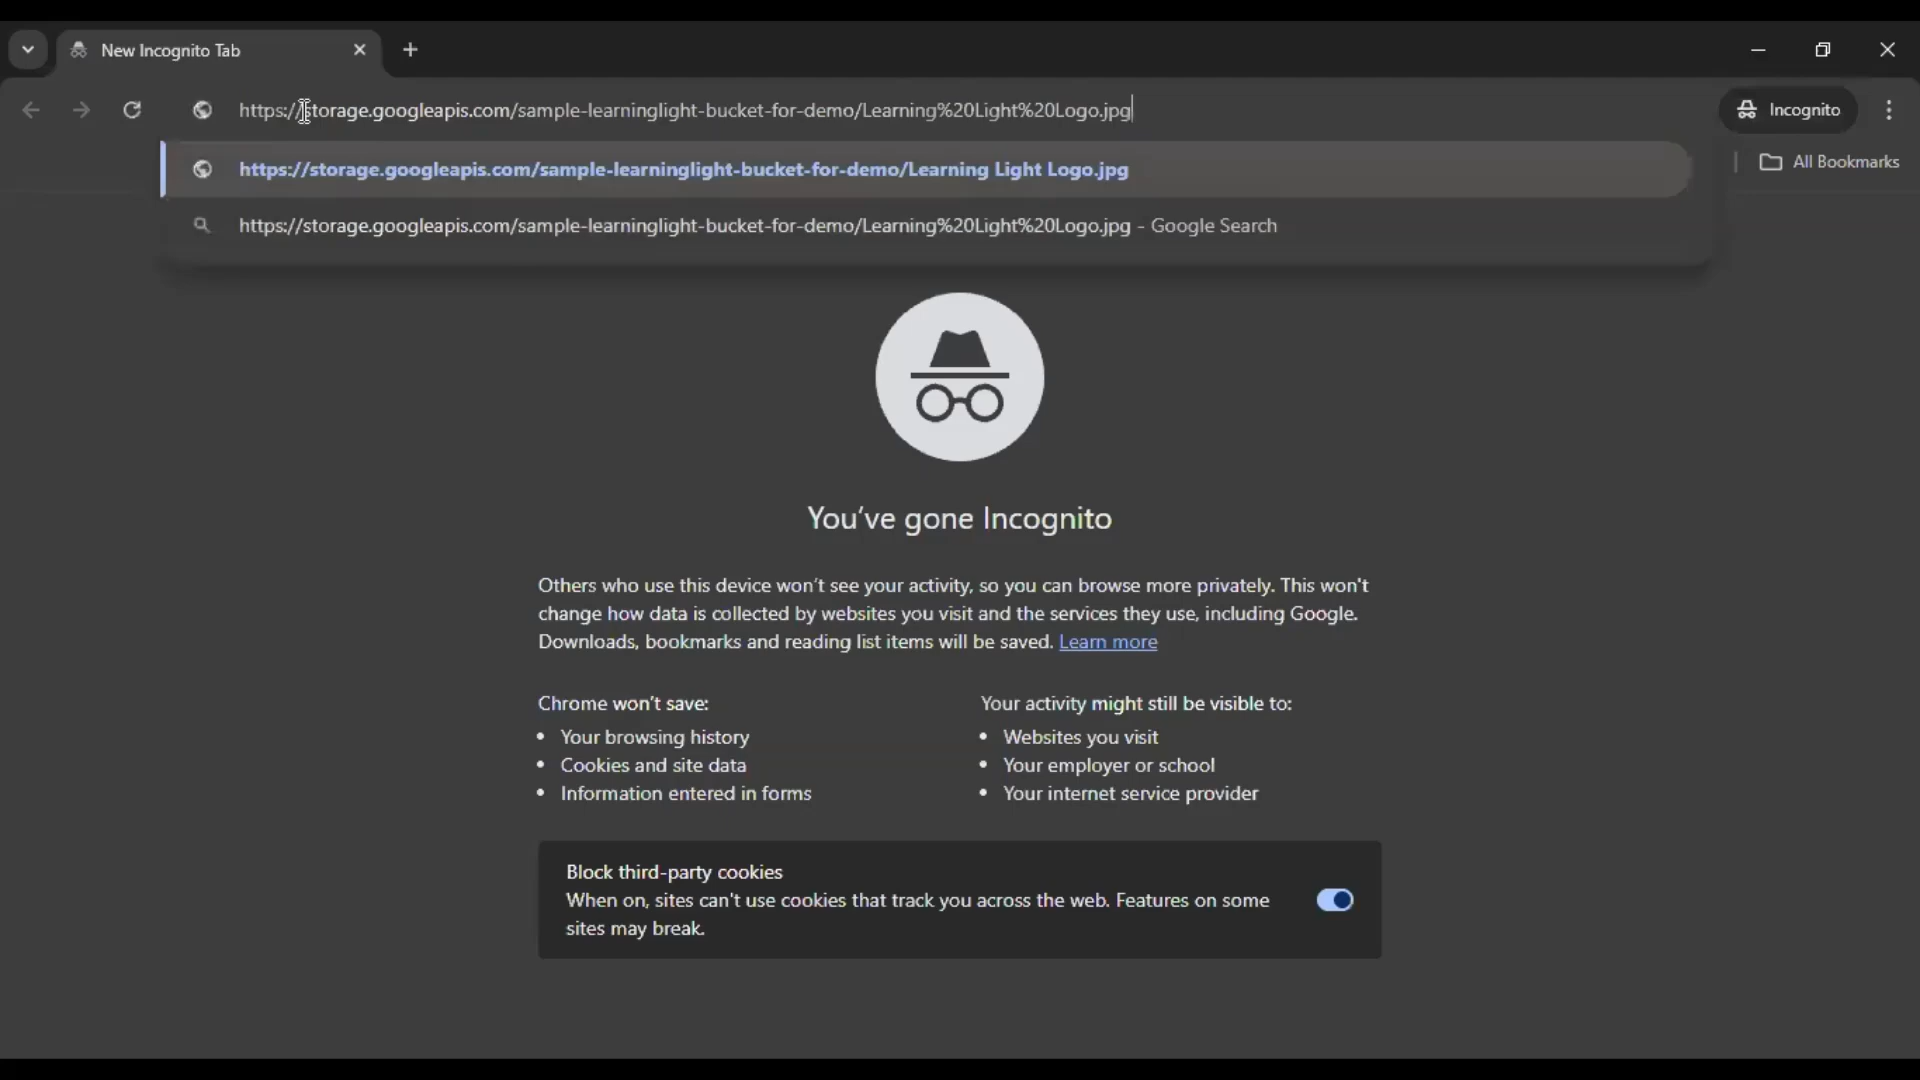 New Incognito Tab
https://storage.googleapis.com/sample-learninglight-bucket-for-demo/Learning%20Light%20Logo.jpg
Incognito
https://storage.googleapis.com/sample-learninglight-bucket-for-demo/Learning Light Logo.jpg
All Bookmarks
https://storage.googleapis.com/sample-learninglight-bucket-for-demo/Learning%20Light%20Logo.jpg - Google Search
You've gone Incognito
Others who use this device won't see your activity, so you can browse more privately. This won't
change how data is collected by websites you visit and the services they use, including Google.
Downloads, bookmarks and reading list items will be saved. Learn more
Chrome won't save:
• Your browsing history
• Cookies and site data
• Information entered in forms
Your activity might still be visible to:
• Websites you visit
• Your employer or school
• Your internet service provider
Block third-party cookies
When on, sites can't use cookies that track you across the web. Features on some
sites may break.